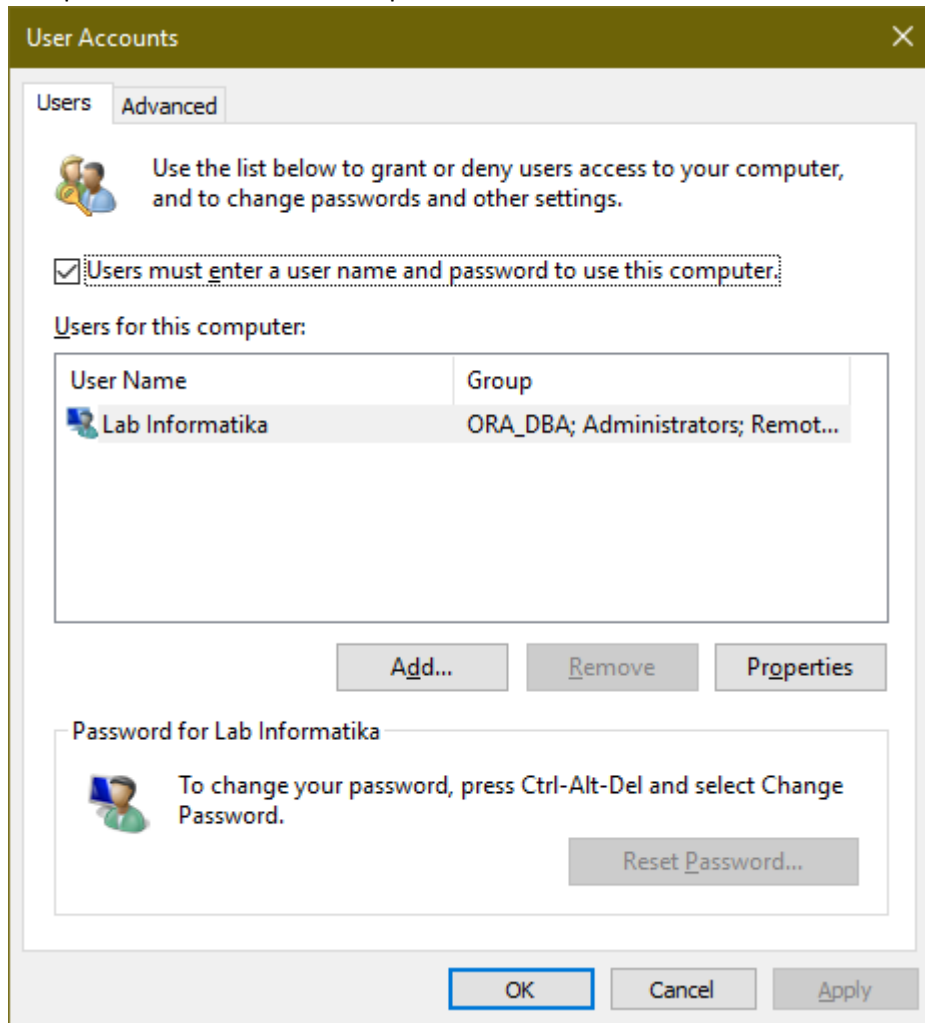 User Accounts
Users
Advanced
Use the list below to grant or deny users access to your computer,
and to change passwords and other settings.
Users must enter a user name and password to use this computer.
Users for this computer:
User Name Group
Lab Informatika ORA_DBA; Administrators; Remot...
Add... Remove Properties
Password for Lab Informatika
To change your password, press Ctrl-Alt-Del and select Change
Password.
Reset Password...
OK Cancel Apply